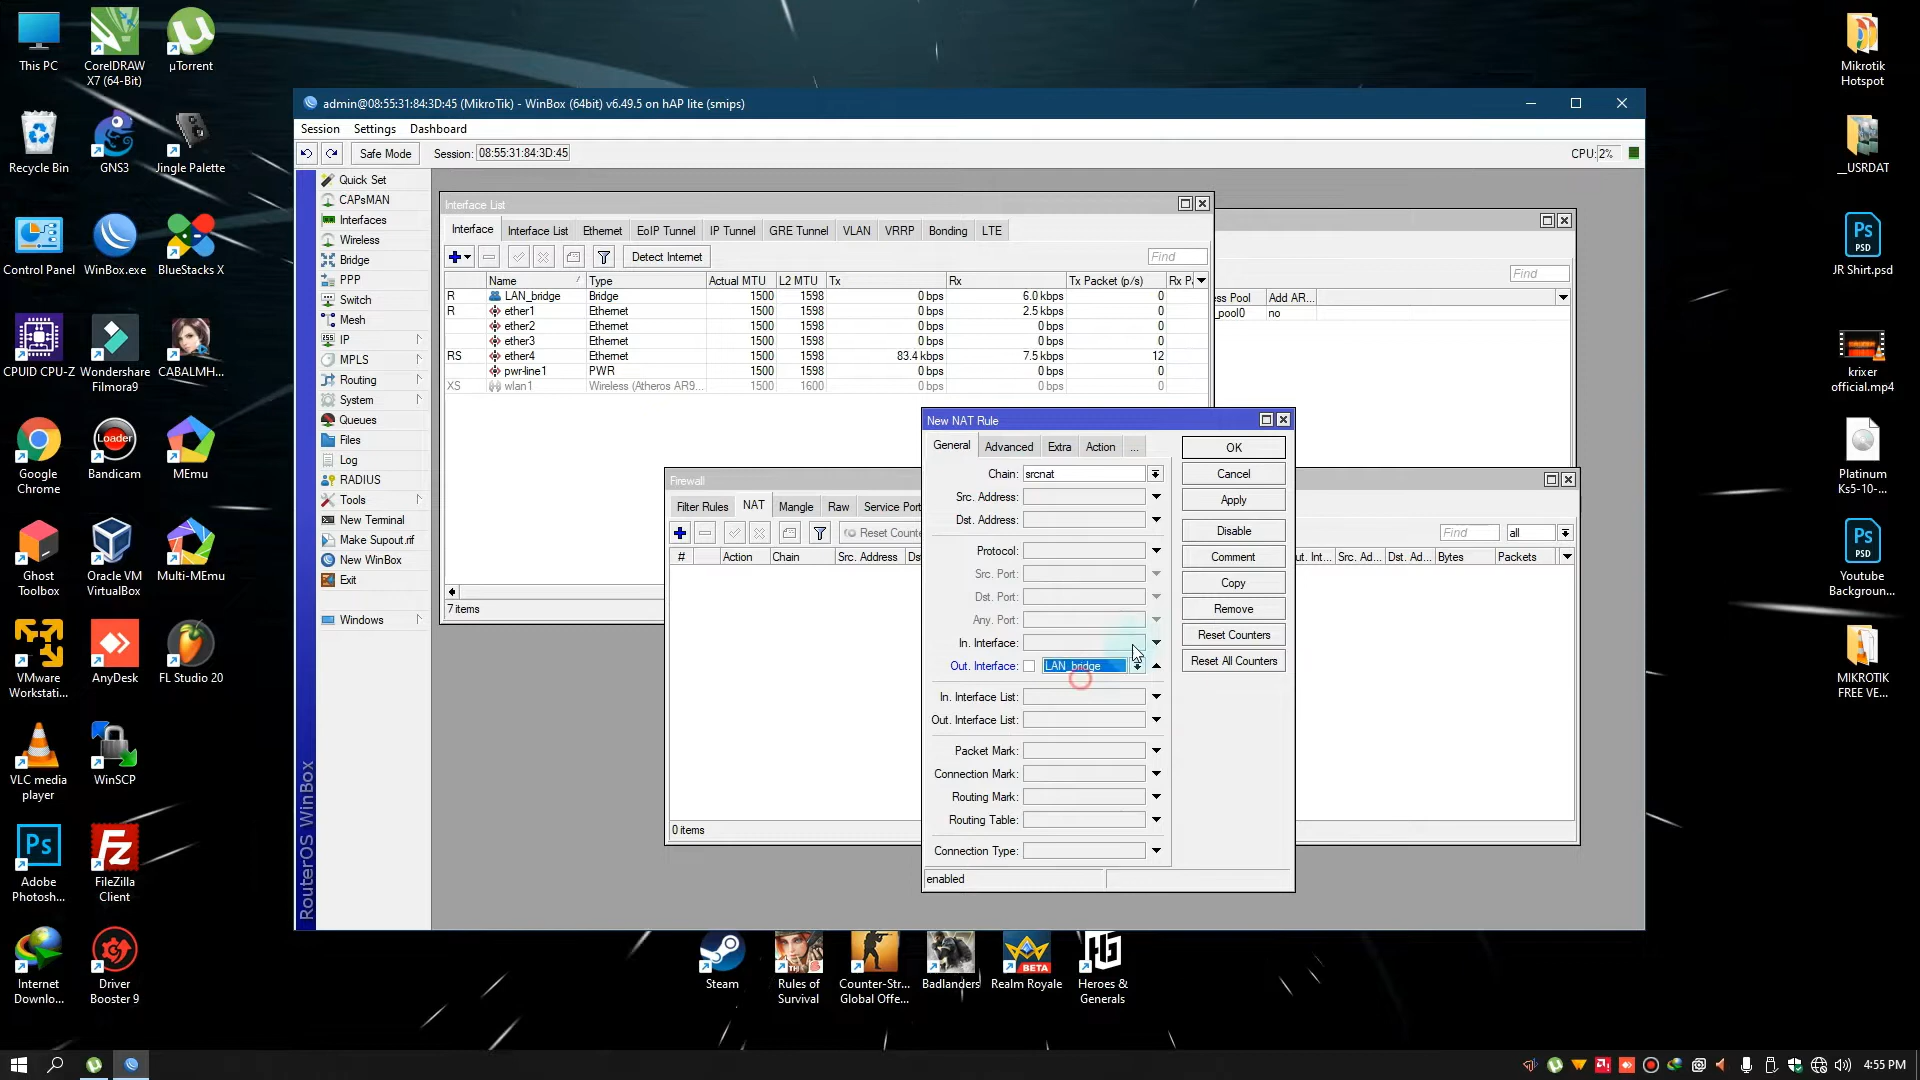 This PC
CorelDRAW
X7 (64-Bit)
µTorrent
Recycle Bin
GNS3
Jingle Palette
Control Panel
WinBox.exe
BlueStacks X
CPUID CPU-Z
Wondershare
Filmora9
CABALMH...
Google
Chrome
Loader
Bandicam
MEmu
Ghost
Toolbox
Oracle VM
VirtualBox
Multi-MEmu
VMware
Workstati...
AnyDesk
FL Studio 20
VLC media
player
WinSCP
Adobe
Photosh...
FileZilla
Client
Internet
Downlo...
Driver
Booster 9
admin@08:55:31:84:3D:45 (MikroTik) - WinBox (64bit) v6.49.5 on hAP lite (smips)
Session Settings Dashboard
Safe Mode Session: 08:55:31:84:3D:45 CPU: 2%
Quick Set
CAPsMAN
Interfaces
Wireless
Bridge
PPP
Switch
Mesh
IP
MPLS
Routing
System
Queues
Files
Log
RADIUS
Tools
New Terminal
Make Supout.rif
New WinBox
Exit
Windows
RouterOS WinBox
Interface List
Interface Interface List Ethernet EoIP Tunnel IP Tunnel GRE Tunnel VLAN VRRP Bonding LTE
Detect Internet Find
Name Type Actual MTU L2 MTU Tx Rx Tx Packet (p/s)
R LAN_bridge Bridge 1500 1598 0 bps 6.0 kbps 0
R ether1 Ethernet 1500 1598 0 bps 2.5 kbps 0
ether2 Ethernet 1500 1598 0 bps 0 bps 0
ether3 Ethernet 1500 1598 0 bps 0 bps 0
RS ether4 Ethernet 1500 1598 83.4 kbps 7.5 kbps 12
pwr-line1 PWR 1500 1598 0 bps 0 bps 0
XS wlan1 Wireless (Atheros AR9... 1500 1600 0 bps 0 bps 0
7 items
Find
ss Pool Add AR...
_pool0 no
Firewall
Filter Rules NAT Mangle Raw Service Port
Reset Counte Find all
# Action Chain Src. Address Ds ut. Int... Src. Ad... Dst. Ad... Bytes Packets
0 items
New NAT Rule
General Advanced Extra Action ...
Chain: srcnat
Src. Address:
Dst. Address:
Protocol:
Src. Port:
Dst. Port:
Any. Port:
In. Interface:
Out. Interface: LAN_bridge
In. Interface List:
Out. Interface List:
Packet Mark:
Connection Mark:
Routing Mark:
Routing Table:
Connection Type:
enabled
OK
Cancel
Apply
Disable
Comment
Copy
Remove
Reset Counters
Reset All Counters
Mikrotik
Hotspot
__USRDAT
JR Shirt.psd
krixer
official.mp4
Platinum
Ks5-10-...
Youtube
Backgroun...
MIKROTIK
FREE VE...
Steam
Rules of
Survival
Counter-Str...
Global Offe...
Badlanders
BETA
Realm Royale
Heroes &
Generals
4:55 PM